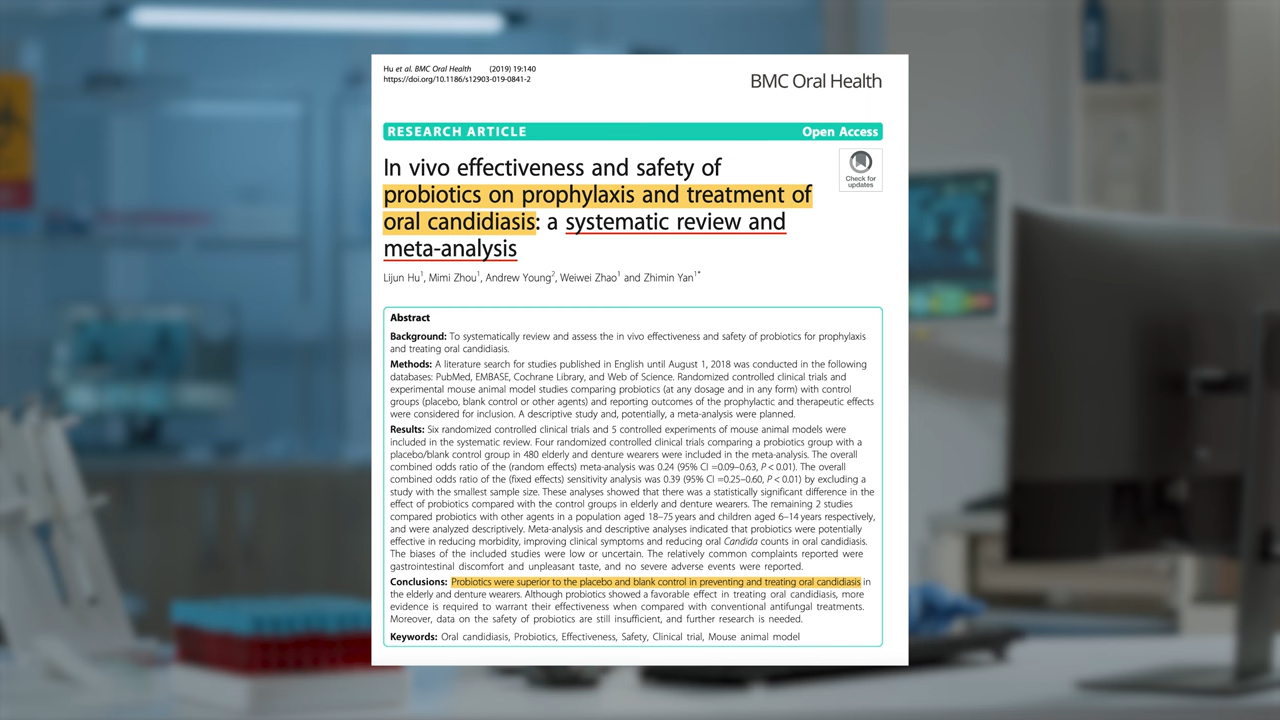 Hu et al. BMC Oral Health (2019) 19:140
https://doi.org/10.1186/s12903-019-0841-2
BMC Oral Health
RESEARCH ARTICLE
Open Access
In vivo effectiveness and safety of
probiotics on prophylaxis and treatment of
oral candidiasis: a systematic review and
meta-analysis
Check for
updates
Lijun Hu1, Mimi Zhou1, Andrew Young2, Weiwei Zhao1 and Zhimin Yan1*
Abstract
Background: To systematically review and assess the in vivo effectiveness and safety of probiotics for prophylaxis
and treating oral candidiasis.
Methods: A literature search for studies published in English until August 1, 2018 was conducted in the following
databases: PubMed, EMBASE, Cochrane Library, and Web of Science. Randomized controlled clinical trials and
experimental mouse animal model studies comparing probiotics (at any dosage and in any form) with control
groups (placebo, blank control or other agents) and reporting outcomes of the prophylactic and therapeutic effects
were considered for inclusion. A descriptive study and, potentially, a meta-analysis were planned.
Results: Six randomized controlled clinical trials and 5 controlled experiments of mouse animal models were
included in the systematic review. Four randomized controlled clinical trials comparing a probiotics group with a
placebo/blank control group in 480 elderly and denture wearers were included in the meta-analysis. The overall
combined odds ratio of the (random effects) meta-analysis was 0.24 (95% CI =0.09–0.63, P < 0.01). The overall
combined odds ratio of the (fixed effects) sensitivity analysis was 0.39 (95% CI =0.25–0.60, P < 0.01) by excluding a
study with the smallest sample size. These analyses showed that there was a statistically significant difference in the
effect of probiotics compared with the control groups in elderly and denture wearers. The remaining 2 studies
compared probiotics with other agents in a population aged 18–75 years and children aged 6–14 years respectively,
and were analyzed descriptively. Meta-analysis and descriptive analyses indicated that probiotics were potentially
effective in reducing morbidity, improving clinical symptoms and reducing oral Candida counts in oral candidiasis.
The biases of the included studies were low or uncertain. The relatively common complaints reported were
gastrointestinal discomfort and unpleasant taste, and no severe adverse events were reported.
Conclusions: Probiotics were superior to the placebo and blank control in preventing and treating oral candidiasis in
the elderly and denture wearers. Although probiotics showed a favorable effect in treating oral candidiasis, more
evidence is required to warrant their effectiveness when compared with conventional antifungal treatments.
Moreover, data on the safety of probiotics are still insufficient, and further research is needed.
Keywords: Oral candidiasis, Probiotics, Effectiveness, Safety, Clinical trial, Mouse animal model